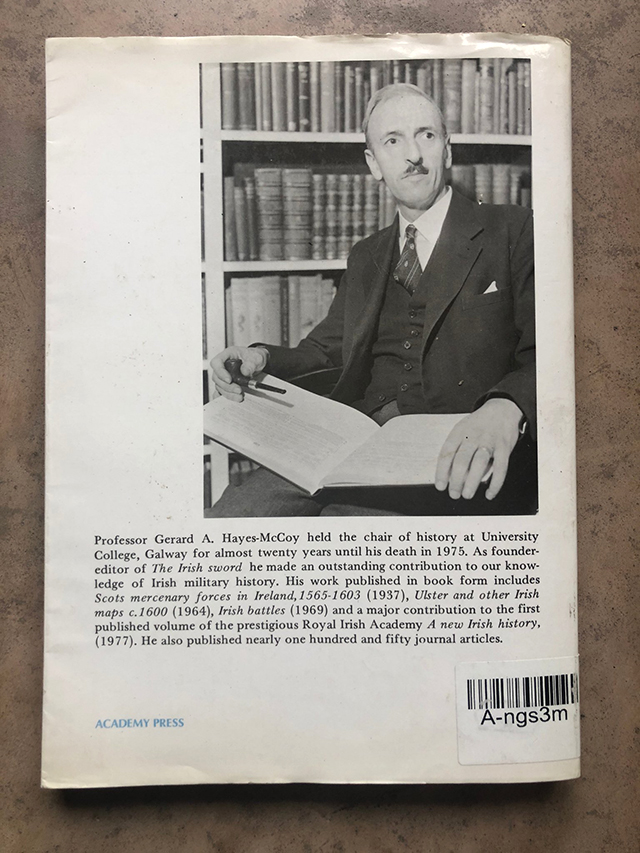 Professor Gerard A. Hayes-McCoy held the chair of history at University
College, Galway for almost twenty years until his death in 1975. As founder-
editor of The Irish sword he made an outstanding contribution to our know-
ledge of Irish military history. His work published in book form includes
Scots mercenary forces in Ireland, 1565-1603 (1937), Ulster and other Irish
maps c.1600 (1964), Irish battles (1969) and a major contribution to the first
published volume of the prestigious Royal Irish Academy A new Irish history,
(1977). He also published nearly one hundred and fifty journal articles.
ACADEMY PRESS
A-ngs3m